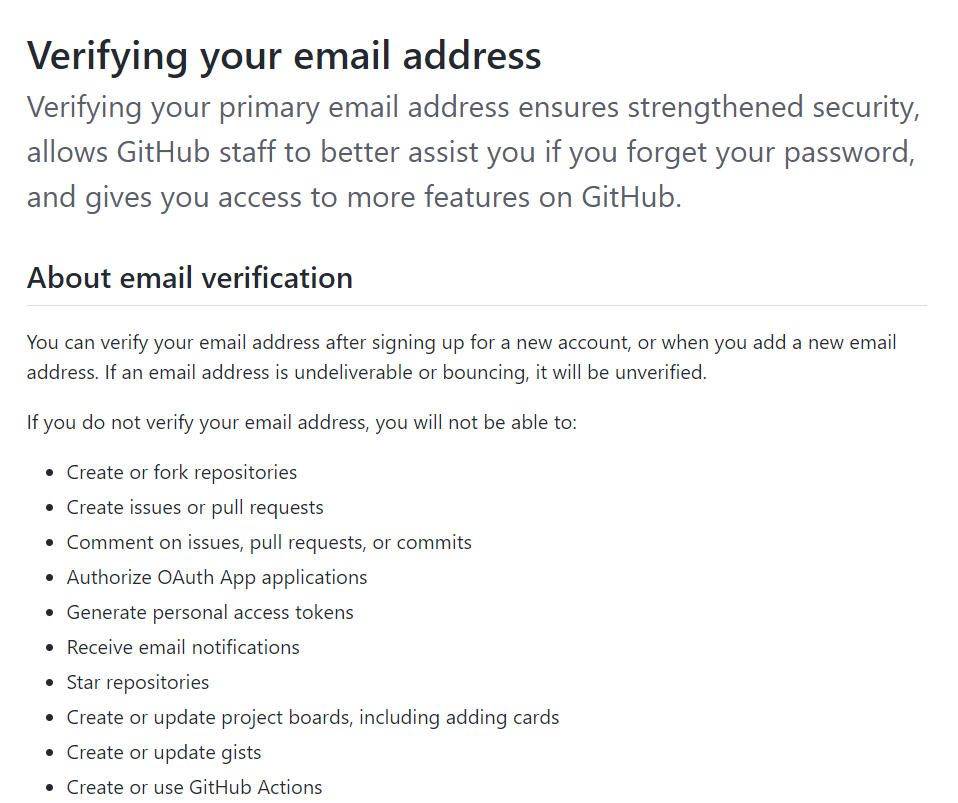 Verifying your email address
Verifying your primary email address ensures strengthened security,
allows GitHub staff to better assist you if you forget your password,
and gives you access to more features on GitHub.
About email verification
You can verify your email address after signing up for a new account, or when you add a new email
address. If an email address is undeliverable or bouncing, it will be unverified.
If you do not verify your email address, you will not be able to:
• Create or fork repositories
• Create issues or pull requests
• Comment on issues, pull requests, or commits
• Authorize OAuth App applications
• Generate personal access tokens
• Receive email notifications
• Star repositories
• Create or update project boards, including adding cards
• Create or update gists
• Create or use GitHub Actions